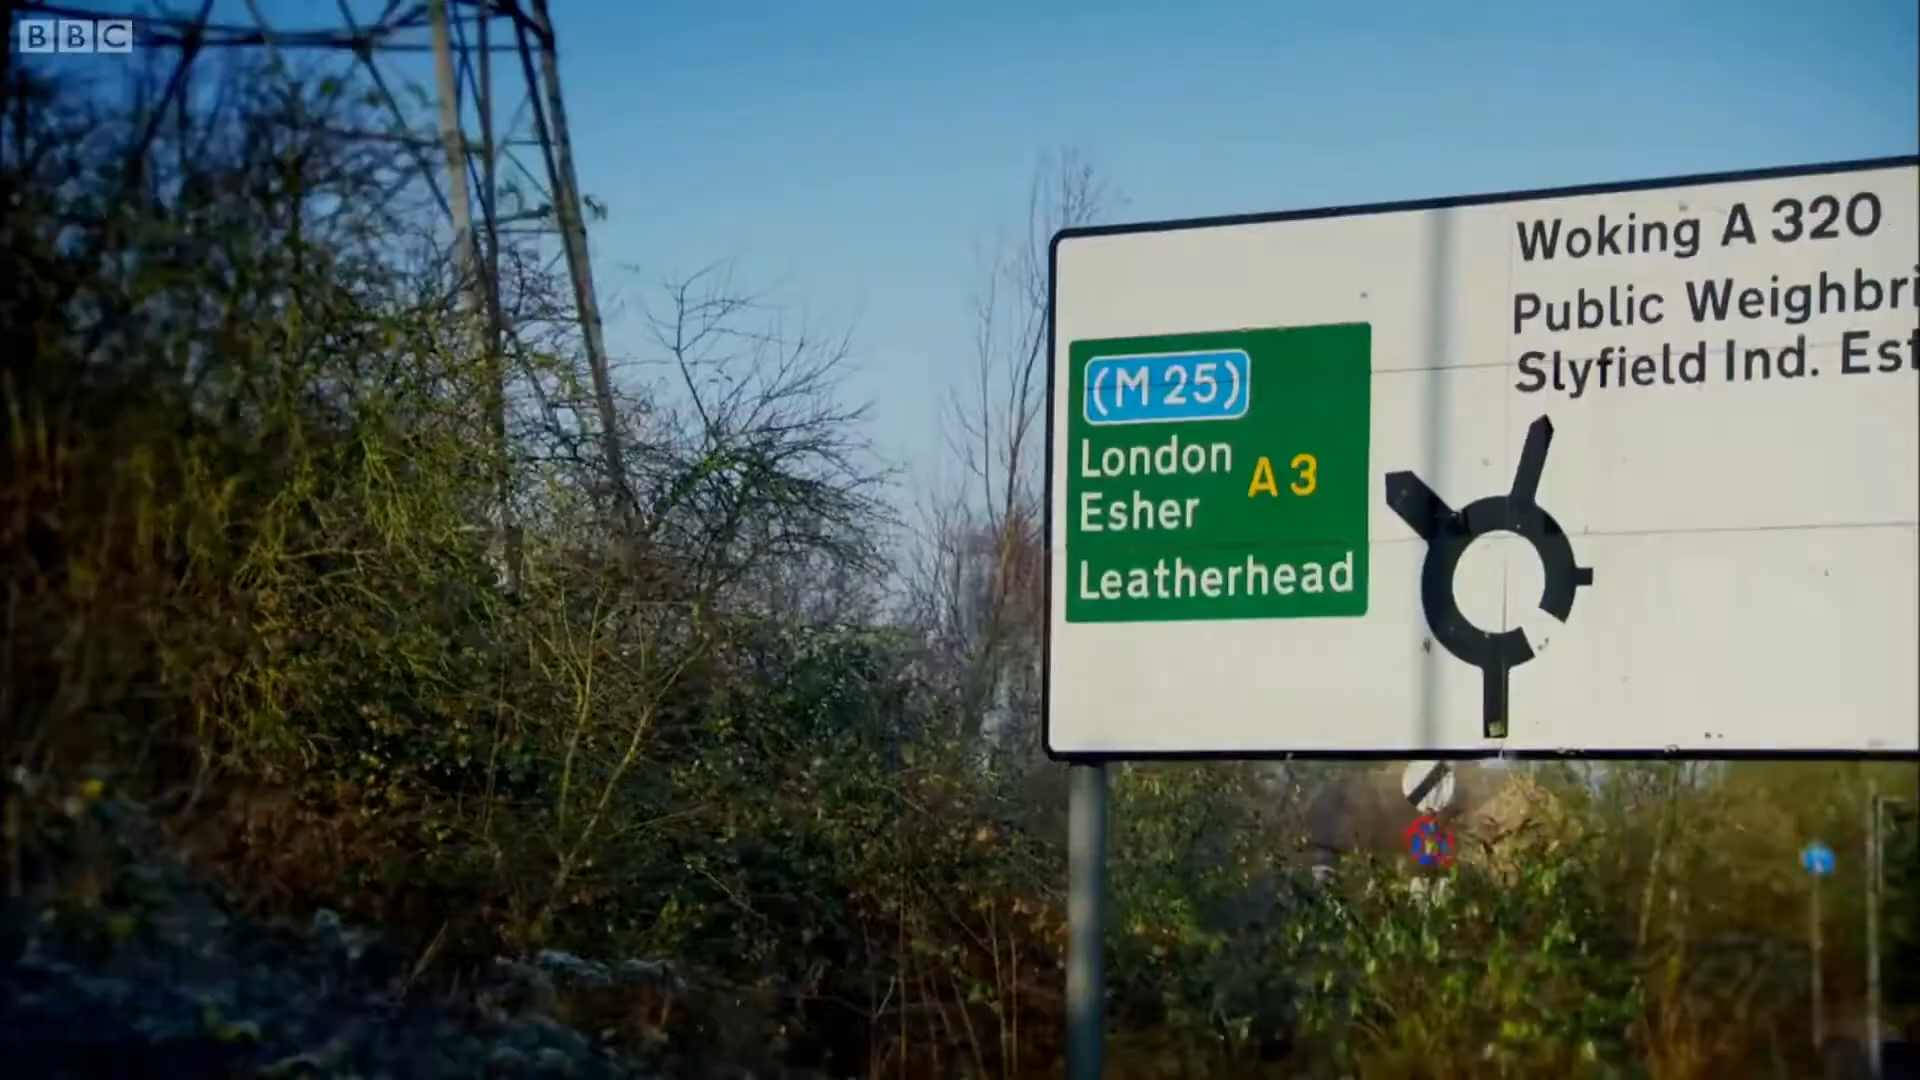 BBC
Woking A 320
Public Weighbri
Slyfield Ind. Est
(M 25)
London
Esher
A 3
Leatherhead